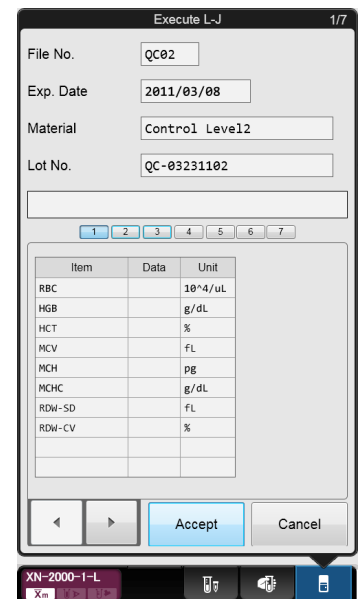 Execute L-J 1/7
File No. QC02
Exp. Date 2011/03/08
Material Control Level2
Lot No. QC-03231102
1 2 3 4 5 6 7
Item Data Unit
RBC 10^4/uL
HGB g/dL
HCT %
MCV fL
MCH pg
MCHC g/dL
RDW-SD fL
RDW-CV %
Accept Cancel
XN-2000-1-L
Xm